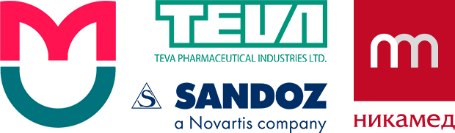 TEVA
TEVA PHARMACEUTICAL INDUSTRIES LTD.
S SANDOZ
a Novartis company
никамед